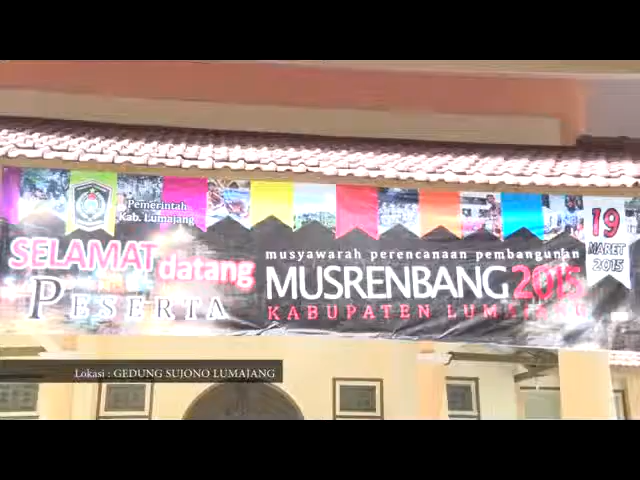 Pemerintah
Kab. Lumajang
SELAMAT datang
PESERTA
musyawarah perencanaan pembangunan
MUSRENBANG 2015
KABUPATEN LUMAJANG
19
MARET
2015
Lokasi : GEDUNG SUJONO LUMAJANG